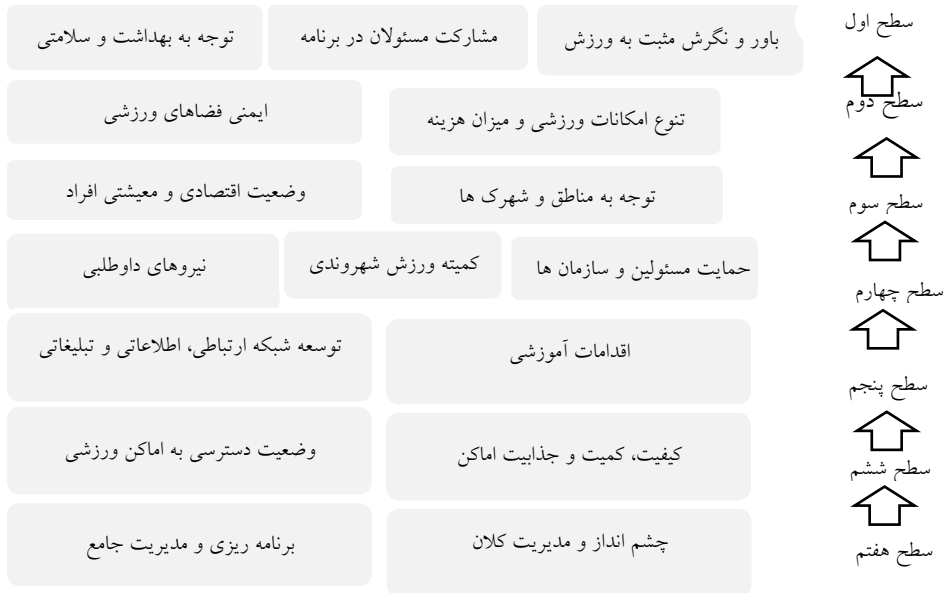 سطح اول
باور و نگرش مثبت به ورزش
مشارکت مسئولان در برنامه
توجه به بهداشت و سلامتی
سطح دوم
تنوع امکانات ورزشی و میزان هزینه
ایمنی فضاهای ورزشی
سطح سوم
توجه به مناطق و شهرک ها
وضعیت اقتصادی و معیشتی افراد
سطح چهارم
حمایت مسئولین و سازمان ها
کمیته ورزش شهروندی
نیروهای داوطلبی
سطح پنجم
اقدامات آموزشی
توسعه شبکه ارتباطی، اطلاعاتی و تبلیغاتی
سطح ششم
کیفیت، کمیت و جذابیت اماکن
وضعیت دسترسی به اماکن ورزشی
سطح هفتم
چشم انداز و مدیریت کلان
برنامه ریزی و مدیریت جامع